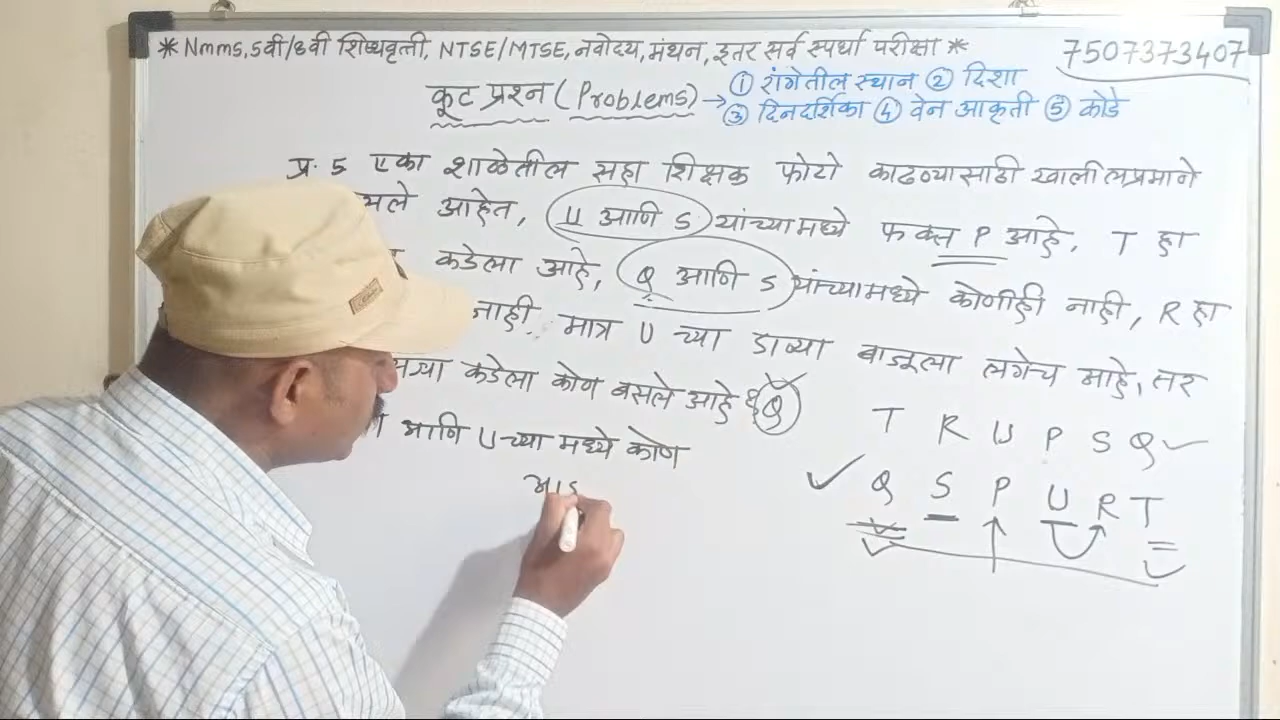 * Nmms, 5वी/8वी शिष्यवृत्ती, NTSE/MTSE, नवोदय, मंथन, इतर सर्व स्पर्धा परीक्षा *
7507373407
कूट प्रश्न (Problems) → ① रांगेतील स्थान ② दिशा
③ दिनदर्शिका ④ वेन आकृती ⑤ कोडे
प्र. 5 एका शाळेतील सहा शिक्षक फोटो काढण्यासाठी खालीलप्रमाणे
सले आहेत, U आणि S यांच्यामध्ये फक्त P आहे, T हा
कडेला आहे, Q आणि S यांच्यामध्ये कोणीही नाही, R हा
नाही, मात्र U च्या डाव्या बाजूला लगेच आहे, तर
कडेला कोण बसले आहे ? Q
आणि U च्या मध्ये कोण
T R U P S Q ✓
✓ Q S P U R T